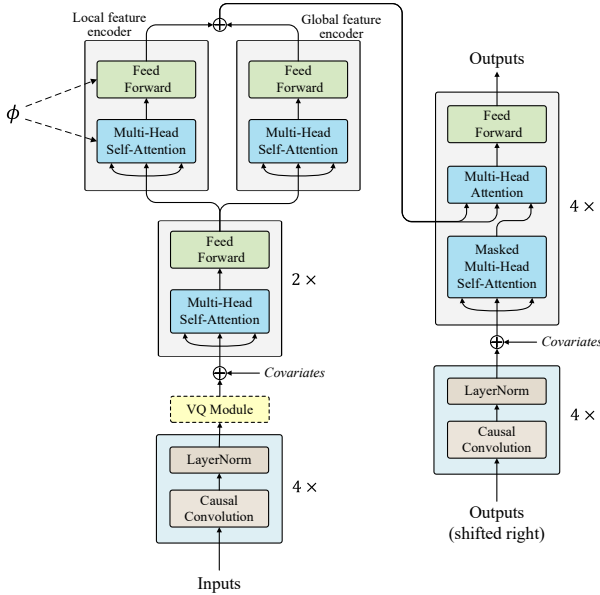 Local feature
encoder
Global feature
encoder
Feed
Forward
Multi-Head
Self-Attention
Feed
Forward
Multi-Head
Self-Attention
ϕ
Feed
Forward
Multi-Head
Self-Attention
2 ×
Covariates
VQ Module
LayerNorm
Causal
Convolution
4 ×
Inputs
Outputs
Feed
Forward
Multi-Head
Attention
Masked
Multi-Head
Self-Attention
4 ×
Covariates
LayerNorm
Causal
Convolution
4 ×
Outputs
(shifted right)